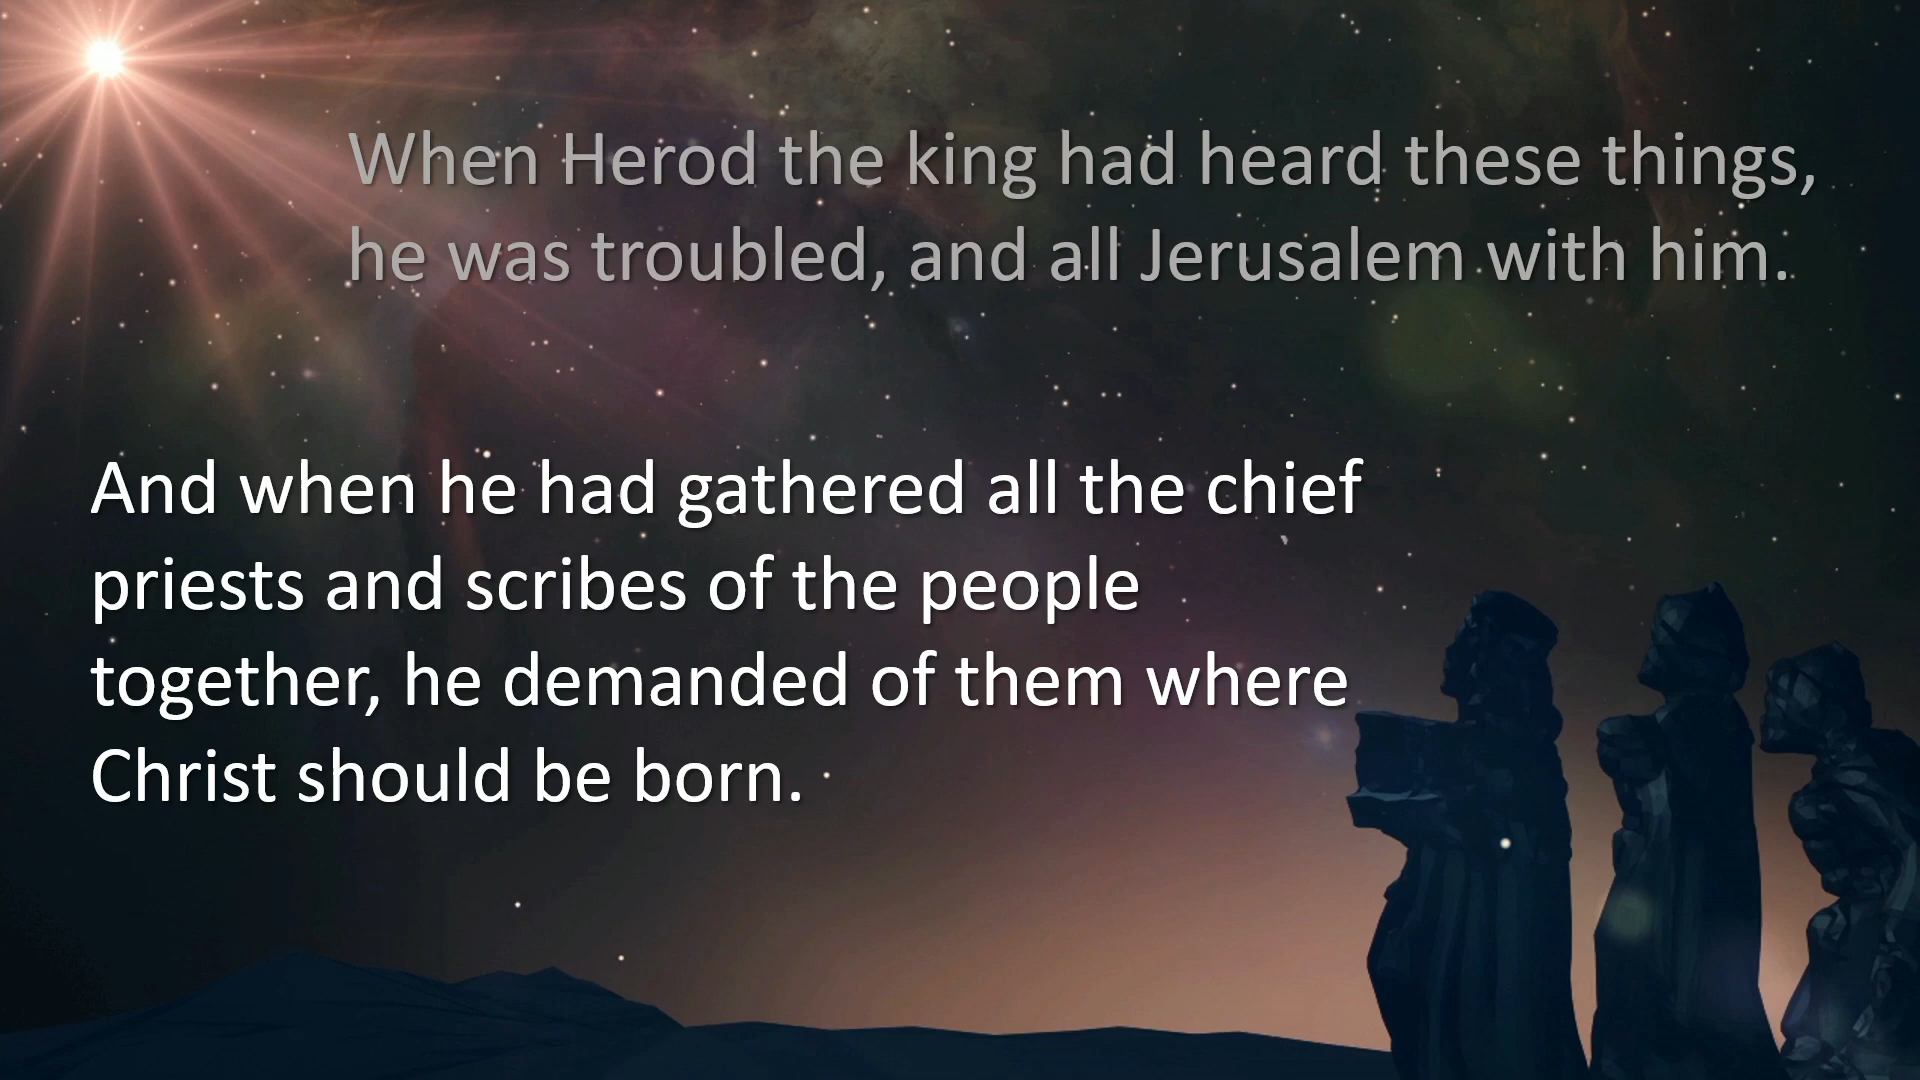 When Herod the king had heard these things,
he was troubled, and all Jerusalem with him.
And when he had gathered all the chief
priests and scribes of the people
together, he demanded of them where
Christ should be born.